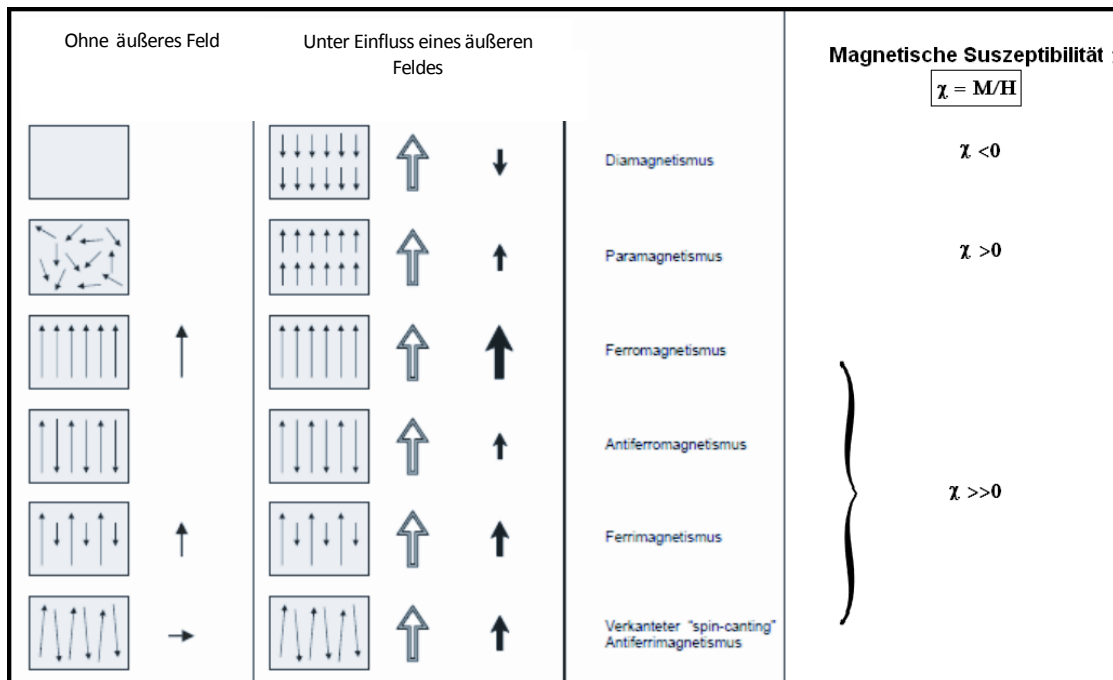 Ohne äußeres Feld
Unter Einfluss eines äußeren
Feldes
Magnetische Suszeptibilität
χ = M/H
Diamagnetismus
χ <0
Paramagnetismus
χ >0
Ferromagnetismus
Antiferromagnetismus
χ >>0
Ferrimagnetismus
Verkanteter "spin-canting"
Antiferrimagnetismus